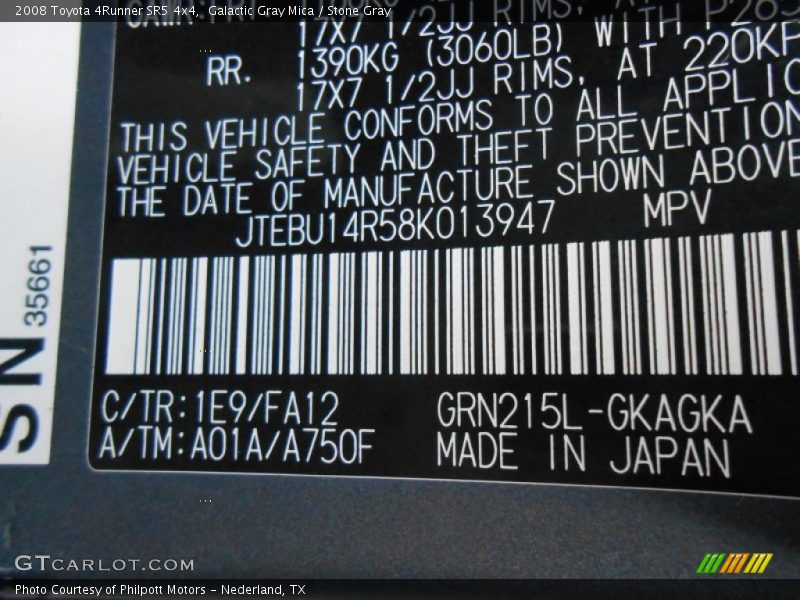 2008 Toyota 4Runner SR5 4x4, Galactic Gray Mica / Stone Gray
17X7 1/2JJ RIMS,
RR. 1390KG (3060LB) WITH P265
17X7 1/2JJ RIMS, AT 220KP
THIS VEHICLE CONFORMS TO ALL APPLIC
VEHICLE SAFETY AND THEFT PREVENTION
THE DATE OF MANUFACTURE SHOWN ABOVE
JTEBU14R58K013947 MPV
C/TR:1E9/FA12 GRN215L-GKAGKA
A/TM:A01A/A750F MADE IN JAPAN
SN 35661
GTCARLOT.COM
Photo Courtesy of Philpott Motors - Nederland, TX